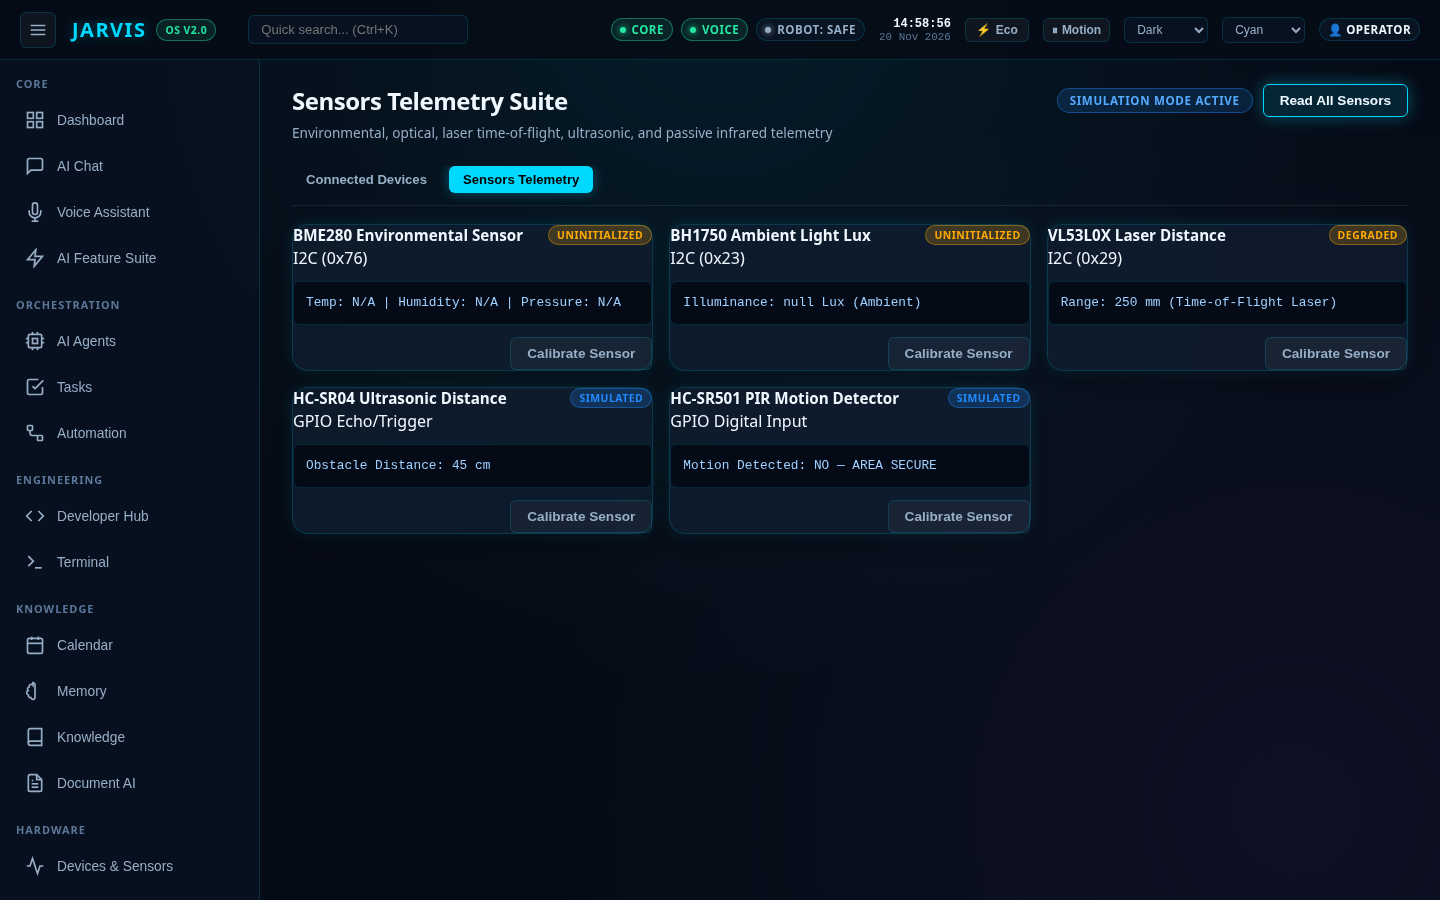 JARVIS
OS V2.0
Quick search... (Ctrl+K)
CORE
VOICE
ROBOT: SAFE
14:58:56
20 Nov 2026
⚡ Eco
Motion
Dark
Cyan
👤 OPERATOR
CORE
Dashboard
AI Chat
Voice Assistant
AI Feature Suite
ORCHESTRATION
AI Agents
Tasks
Automation
ENGINEERING
Developer Hub
Terminal
KNOWLEDGE
Calendar
Memory
Knowledge
Document AI
HARDWARE
Devices & Sensors
Sensors Telemetry Suite
SIMULATION MODE ACTIVE
Read All Sensors
Environmental, optical, laser time-of-flight, ultrasonic, and passive infrared telemetry
Connected Devices
Sensors Telemetry
BME280 Environmental Sensor
UNINITIALIZED
I2C (0x76)
Temp: N/A | Humidity: N/A | Pressure: N/A
Calibrate Sensor
BH1750 Ambient Light Lux
UNINITIALIZED
I2C (0x23)
Illuminance: null Lux (Ambient)
Calibrate Sensor
VL53L0X Laser Distance
DEGRADED
I2C (0x29)
Range: 250 mm (Time-of-Flight Laser)
Calibrate Sensor
HC-SR04 Ultrasonic Distance
SIMULATED
GPIO Echo/Trigger
Obstacle Distance: 45 cm
Calibrate Sensor
HC-SR501 PIR Motion Detector
SIMULATED
GPIO Digital Input
Motion Detected: NO — AREA SECURE
Calibrate Sensor